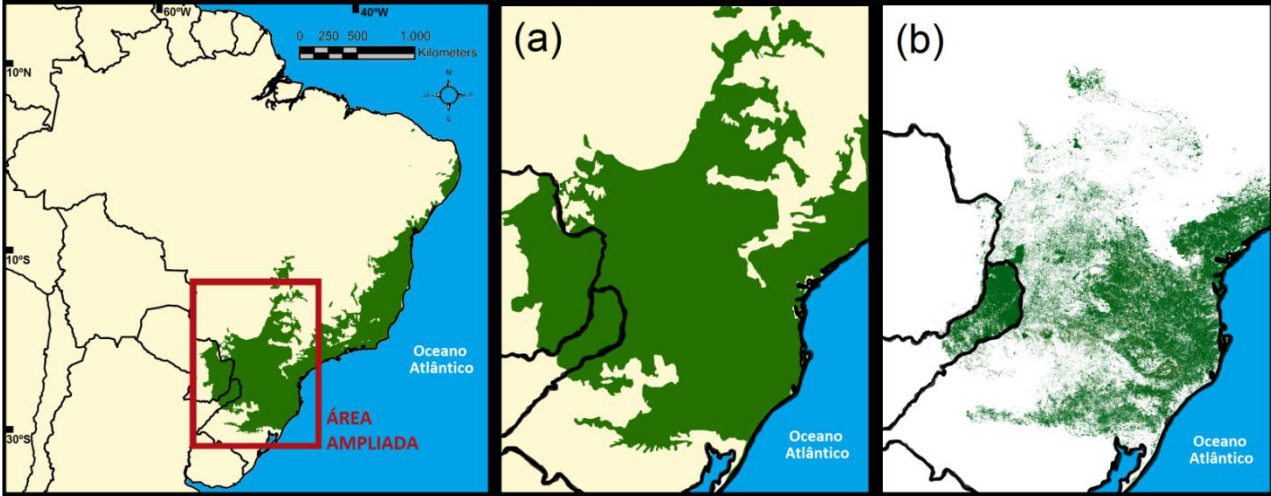 60ºW
40ºW
0 250 500 1.000
Kilometers
10ºN
N
S
10ºS
Oceano
Atlântico
ÁREA
AMPLIADA
30ºS
(a)
Oceano
Atlântico
(b)
Oceano
Atlântico